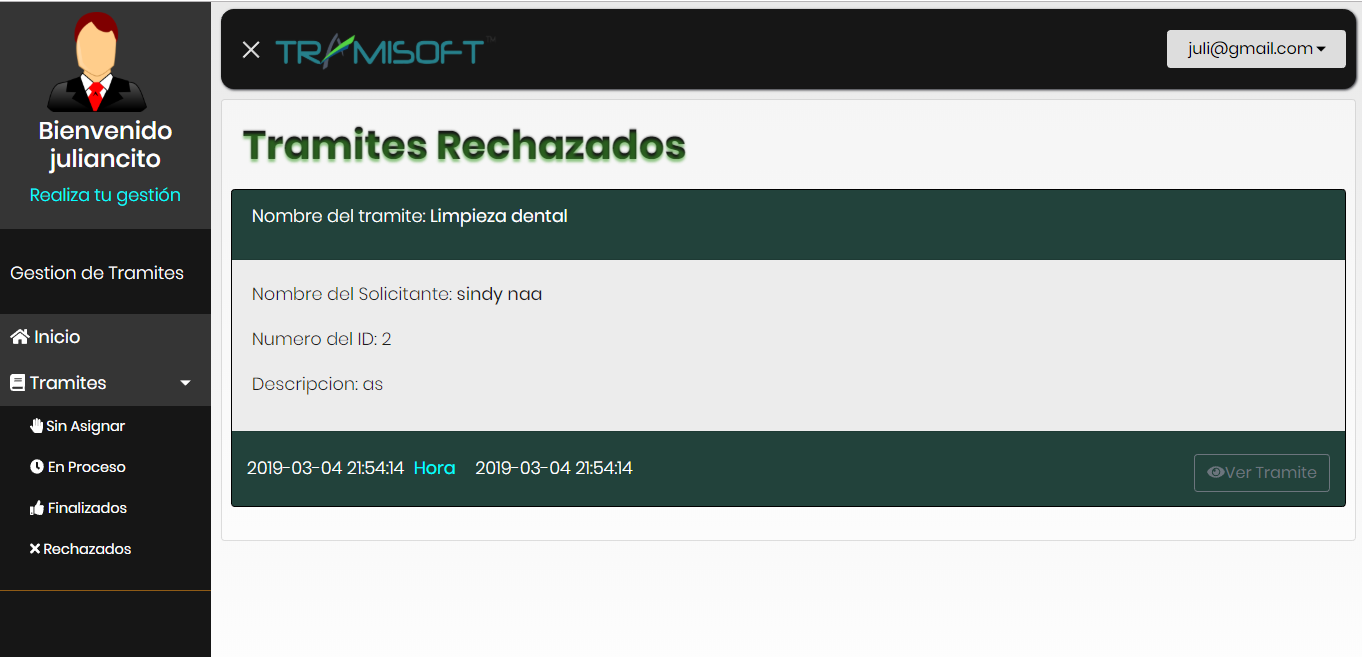 Bienvenido
juliancito
Realiza tu gestión
Gestion de Tramites
Inicio
Tramites
Sin Asignar
En Proceso
Finalizados
Rechazados
TRAMISOFT™
juli@gmail.com
Tramites Rechazados
Nombre del tramite: Limpieza dental
Nombre del Solicitante: sindy naa
Numero del ID: 2
Descripcion: as
2019-03-04 21:54:14 Hora 2019-03-04 21:54:14
Ver Tramite